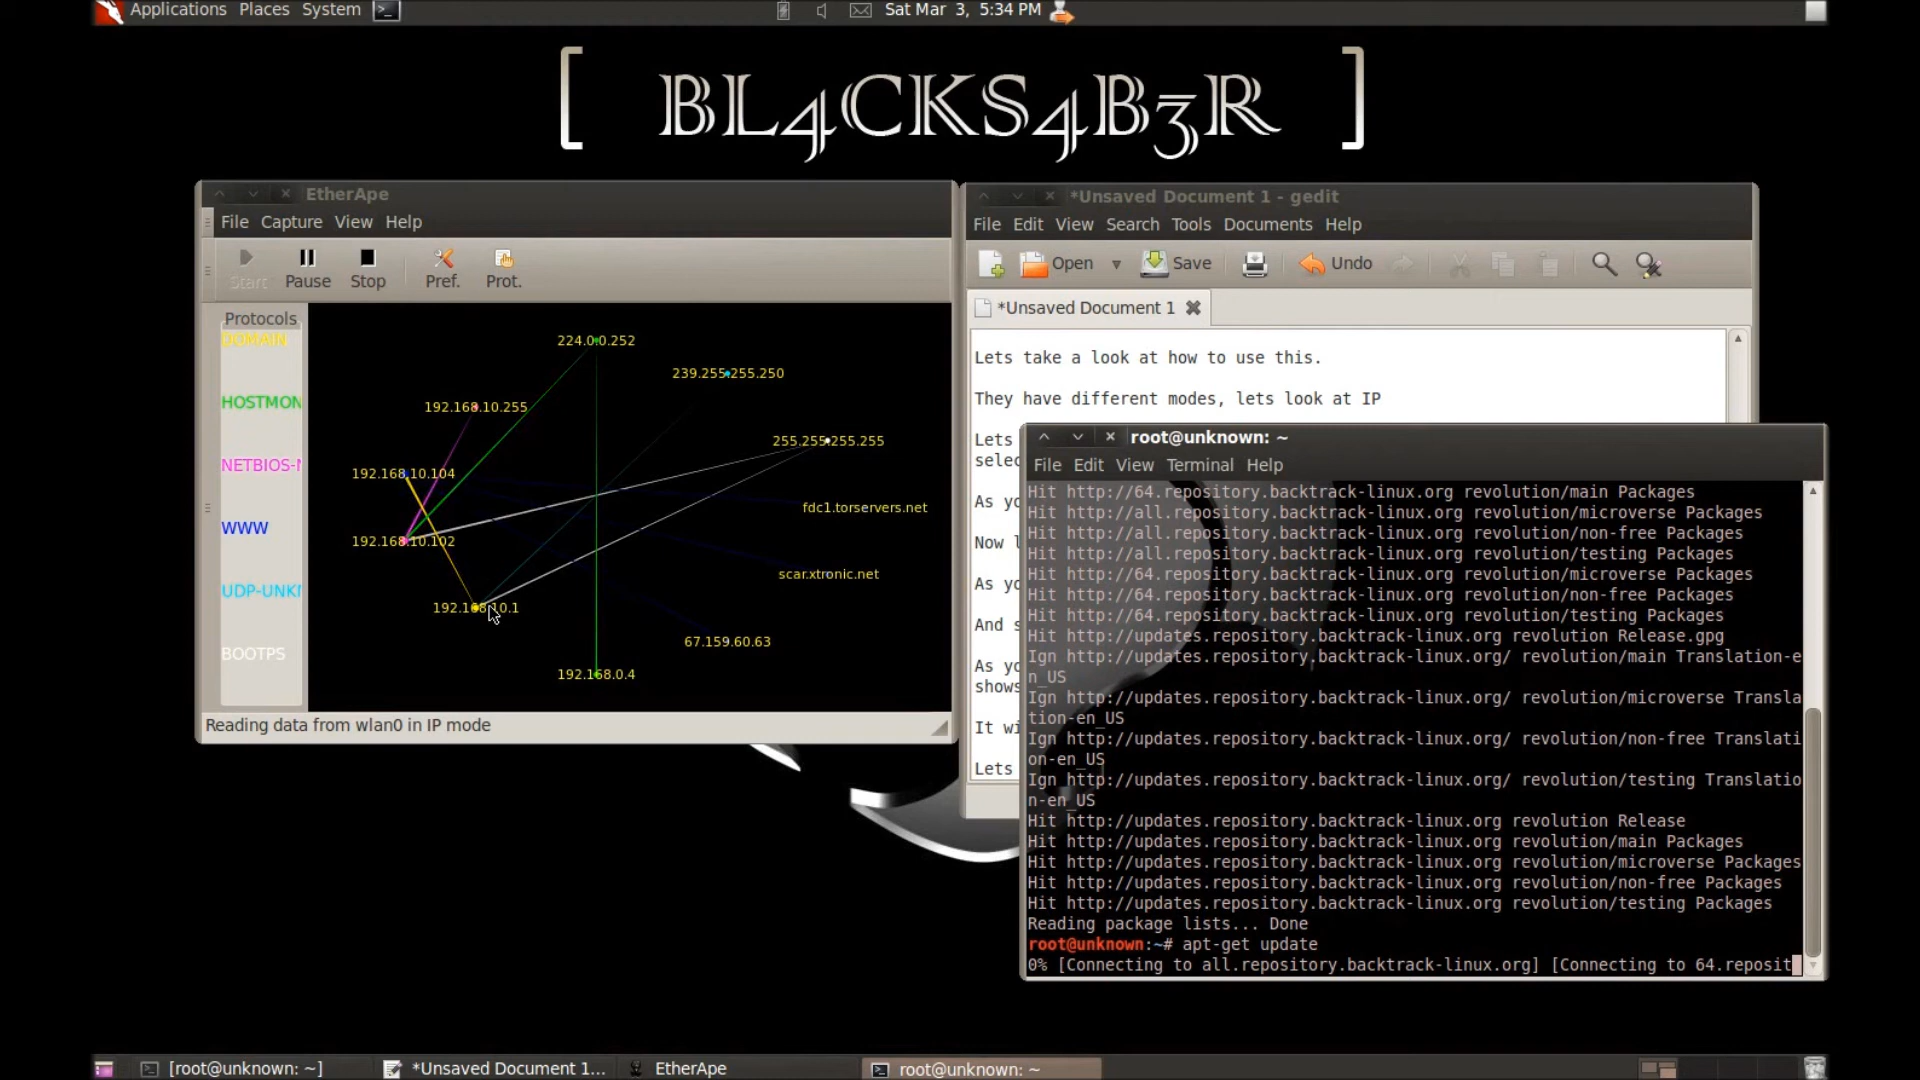 Applications Places System
Sat Mar 3, 5:34 PM
[ BL4CKS4B3R ]
EtherApe
File Capture View Help
Start Pause Stop Pref. Prot.
Protocols
DOMAIN
HOSTMON
NETBIOS-N
WWW
UDP-UNKN
BOOTPS
224.0.0.252
239.255.255.250
192.168.10.255
255.255.255.255
192.168.10.104
fdc1.torservers.net
192.168.10.102
scar.xtronic.net
192.168.10.1
67.159.60.63
192.168.0.4
Reading data from wlan0 in IP mode
*Unsaved Document 1 - gedit
File Edit View Search Tools Documents Help
Open Save Undo
*Unsaved Document 1
Lets take a look at how to use this.
They have different modes, lets look at IP
Lets
selec
As yo
Now l
As yo
And s
As yo
shows
It wi
Lets
root@unknown: ~
File Edit View Terminal Help
Hit http://64.repository.backtrack-linux.org revolution/main Packages
Hit http://all.repository.backtrack-linux.org revolution/microverse Packages
Hit http://all.repository.backtrack-linux.org revolution/non-free Packages
Hit http://all.repository.backtrack-linux.org revolution/testing Packages
Hit http://64.repository.backtrack-linux.org revolution/microverse Packages
Hit http://64.repository.backtrack-linux.org revolution/non-free Packages
Hit http://64.repository.backtrack-linux.org revolution/testing Packages
Hit http://updates.repository.backtrack-linux.org revolution Release.gpg
Ign http://updates.repository.backtrack-linux.org/ revolution/main Translation-e
n_US
Ign http://updates.repository.backtrack-linux.org/ revolution/microverse Transla
tion-en_US
Ign http://updates.repository.backtrack-linux.org/ revolution/non-free Translati
on-en_US
Ign http://updates.repository.backtrack-linux.org/ revolution/testing Translatio
n-en_US
Hit http://updates.repository.backtrack-linux.org revolution Release
Hit http://updates.repository.backtrack-linux.org revolution/main Packages
Hit http://updates.repository.backtrack-linux.org revolution/microverse Packages
Hit http://updates.repository.backtrack-linux.org revolution/non-free Packages
Hit http://updates.repository.backtrack-linux.org revolution/testing Packages
Reading package lists... Done
root@unknown:~# apt-get update
0% [Connecting to all.repository.backtrack-linux.org] [Connecting to 64.reposit
[root@unknown: ~] *Unsaved Document 1... EtherApe root@unknown: ~